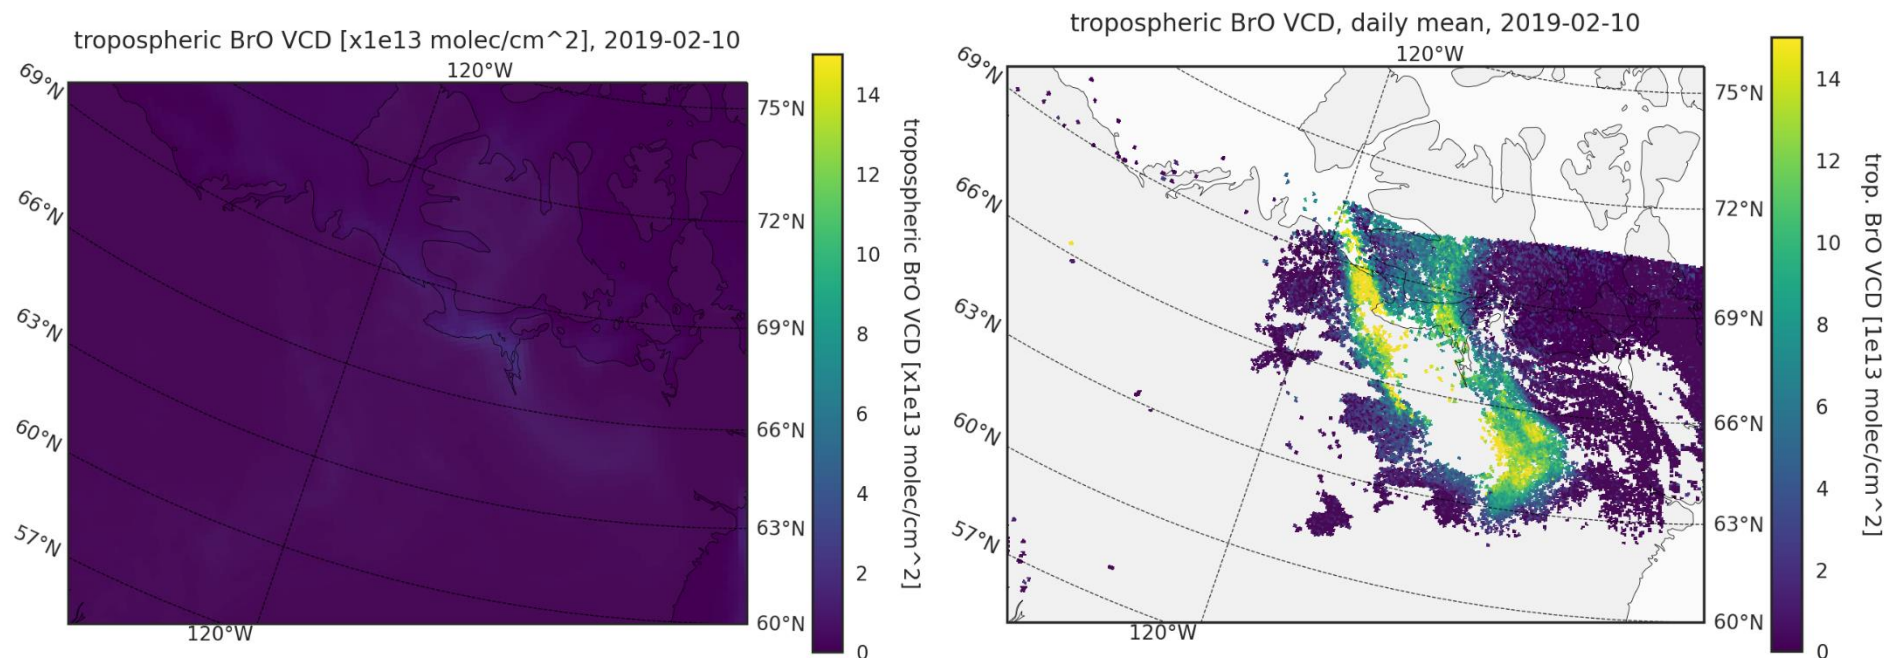 tropospheric BrO VCD [x1e13 molec/cm^2], 2019-02-10
120°W
69°N
66°N
63°N
60°N
57°N
120°W
75°N
72°N
69°N
66°N
63°N
60°N
14
12
10
8
6
4
2
0
tropospheric BrO VCD [x1e13 molec/cm^2]
tropospheric BrO VCD, daily mean, 2019-02-10
120°W
69°N
66°N
63°N
60°N
57°N
120°W
75°N
72°N
69°N
66°N
63°N
60°N
14
12
10
8
6
4
2
0
trop. BrO VCD [1e13 molec/cm^2]